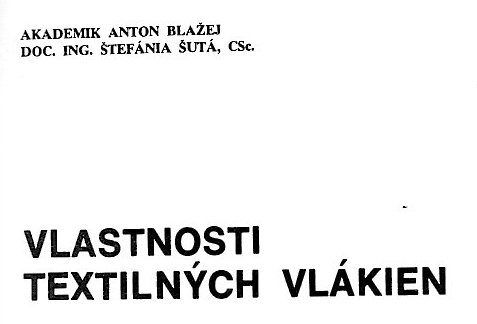 AKADEMIK ANTON BLAŽEJ
DOC. ING. ŠTEFÁNIA ŠUTÁ, CSc.
VLASTNOSTI
TEXTILNÝCH VLÁKIEN